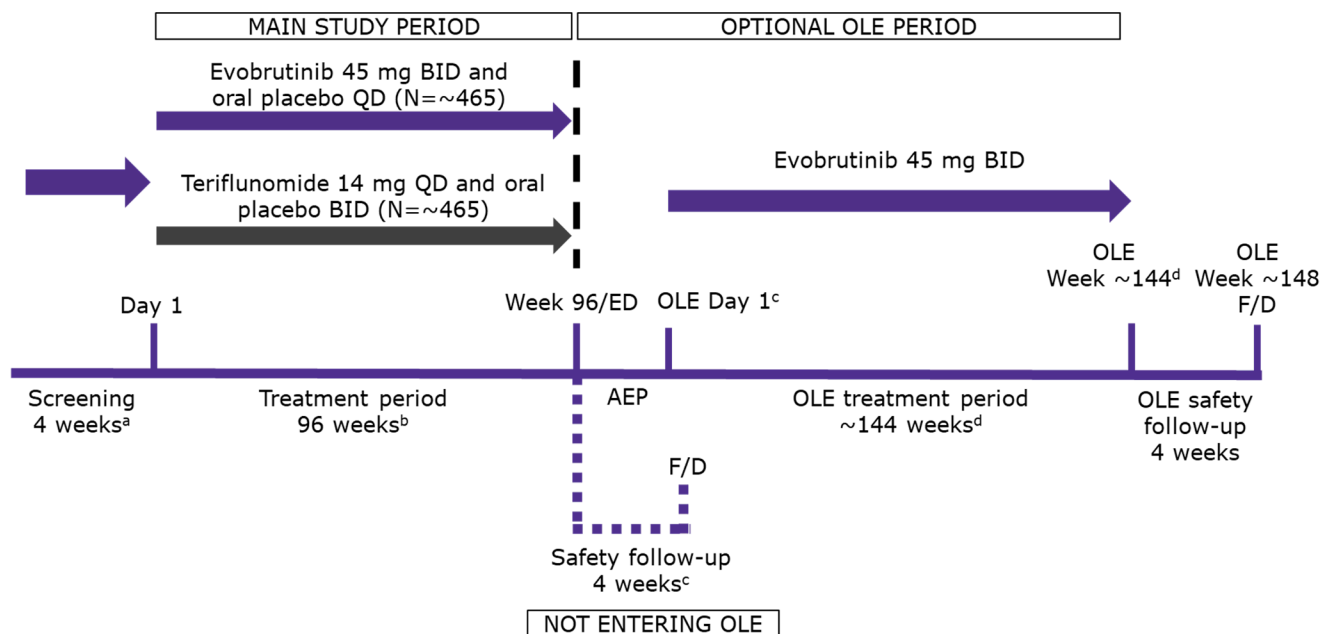 MAIN STUDY PERIOD
OPTIONAL OLE PERIOD
Evobrutinib 45 mg BID and
oral placebo QD (N=~465)
Evobrutinib 45 mg BID
Teriflunomide 14 mg QD and oral
placebo BID (N=~465)
Day 1
Week 96/ED
OLE Day 1ᶜ
OLE
Week ~144ᵈ
OLE
Week ~148
F/D
Screening
4 weeksᵃ
Treatment period
96 weeksᵇ
AEP
OLE treatment period
~144 weeksᵈ
OLE safety
follow-up
4 weeks
F/D
Safety follow-up
4 weeksᶜ
NOT ENTERING OLE